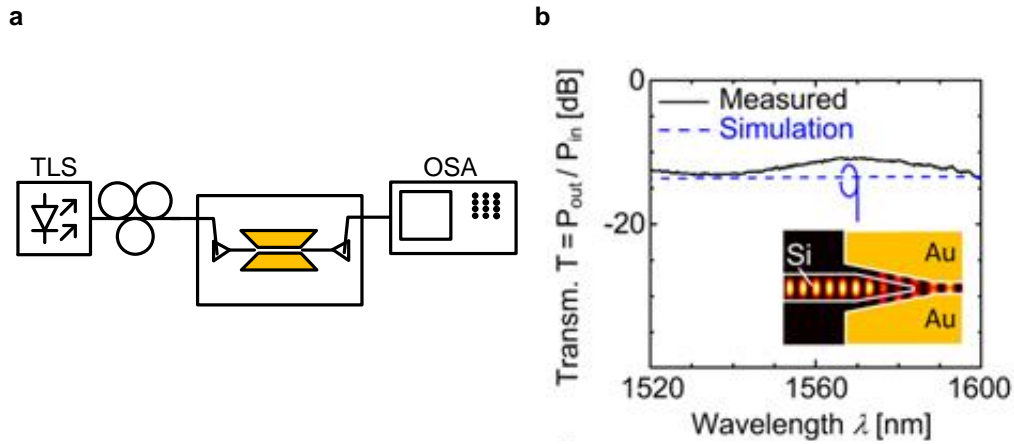 a
TLS
OSA
b
Transm. T = P_out / P_in [dB]
0
-20
Measured
Simulation
Si
Au
Au
1520
1560
1600
Wavelength λ [nm]